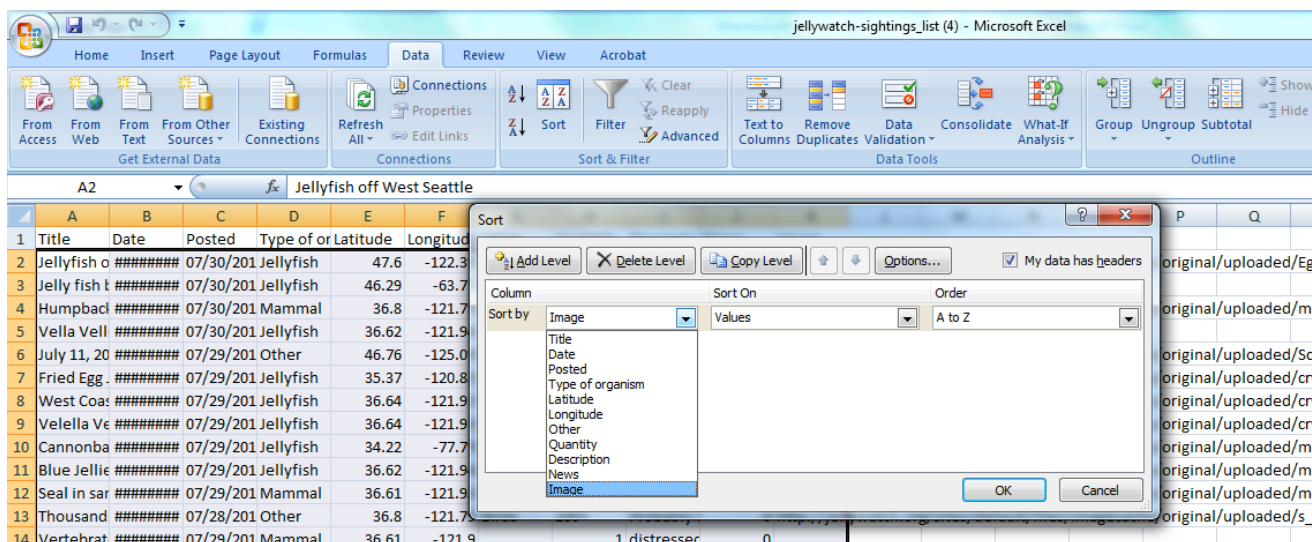 jellywatch-sightings_list (4) - Microsoft Excel
Home Insert Page Layout Formulas Data Review View Acrobat
From Access
From Web
From Text
From Other Sources
Existing Connections
Get External Data
Refresh All
Connections
Properties
Edit Links
Connections
A Z
Z A
A Z Z A
Sort
Filter
Clear
Reapply
Advanced
Sort & Filter
Text to Columns
Remove Duplicates
Data Validation
Consolidate
What-If Analysis
Data Tools
Group
Ungroup
Subtotal
Show
Hide
Outline
A2 fx Jellyfish off West Seattle
A B C D E F P Q
1 Title Date Posted Type of or Latitude Longitud
2 Jellyfish o ######## 07/30/201 Jellyfish 47.6 -122.3 original/uploaded/Eg
3 Jelly fish ######## 07/30/201 Jellyfish 46.29 -63.7
4 Humpback ######## 07/30/201 Mammal 36.8 -121.7 original/uploaded/m
5 Vella Vell ######## 07/30/201 Jellyfish 36.62 -121.9
6 July 11, 20 ######## 07/29/201 Other 46.76 -125.0 original/uploaded/Sc
7 Fried Egg ######## 07/29/201 Jellyfish 35.37 -120.8 original/uploaded/cr
8 West Coas ######## 07/29/201 Jellyfish 36.64 -121.9 original/uploaded/cr
9 Velella Ve ######## 07/29/201 Jellyfish 36.64 -121.9 original/uploaded/cr
10 Cannonba ######## 07/29/201 Jellyfish 34.22 -77.7 original/uploaded/m
11 Blue Jellie ######## 07/29/201 Jellyfish 36.62 -121.9 original/uploaded/m
12 Seal in sar ######## 07/29/201 Mammal 36.61 -121.9 original/uploaded/m
13 Thousand ######## 07/28/201 Other 36.8 -121.79 original/uploaded/s_
14 Vertebrat ######## 07/29/201 Mammal 36.61 -121.9 1 distressed 0
Sort
Add Level Delete Level Copy Level Options... My data has headers
Column Sort On Order
Sort by Image Values A to Z
Title
Date
Posted
Type of organism
Latitude
Longitude
Other
Quantity
Description
News
Image
OK Cancel